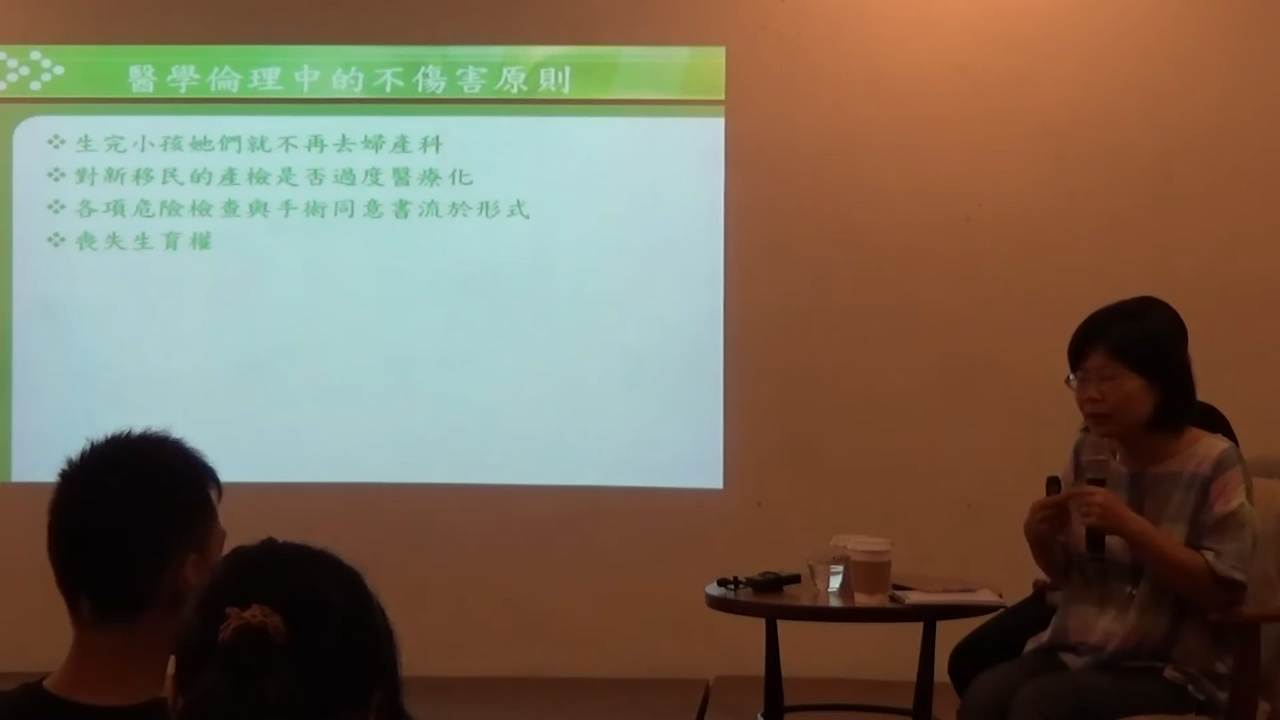 醫學倫理中的不傷害原則
生完小孩她們就不再去婦產科
對新移民的產檢是否過度醫療化
各項危險檢查與手術同意書流於形式
喪失生育權